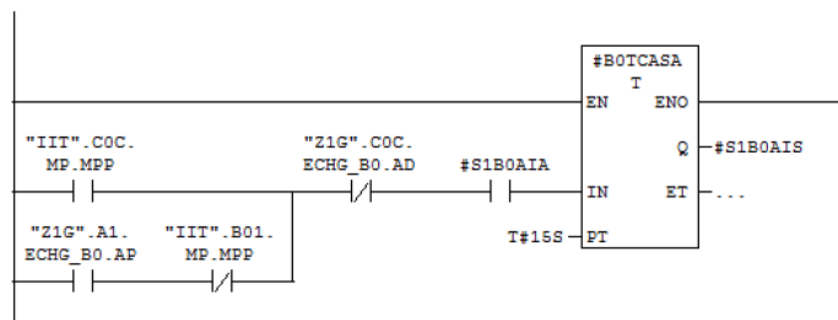 #B0TCASA
T
EN ENO
"IIT".C0C.
MP.MPP
"Z1G".C0C.
ECHG_B0.AD
#S1B0AIA
Q
#S1B0AIS
IN ET
...
"Z1G".A1.
ECHG_B0.AP
"IIT".B01.
MP.MPP
T#15S
PT